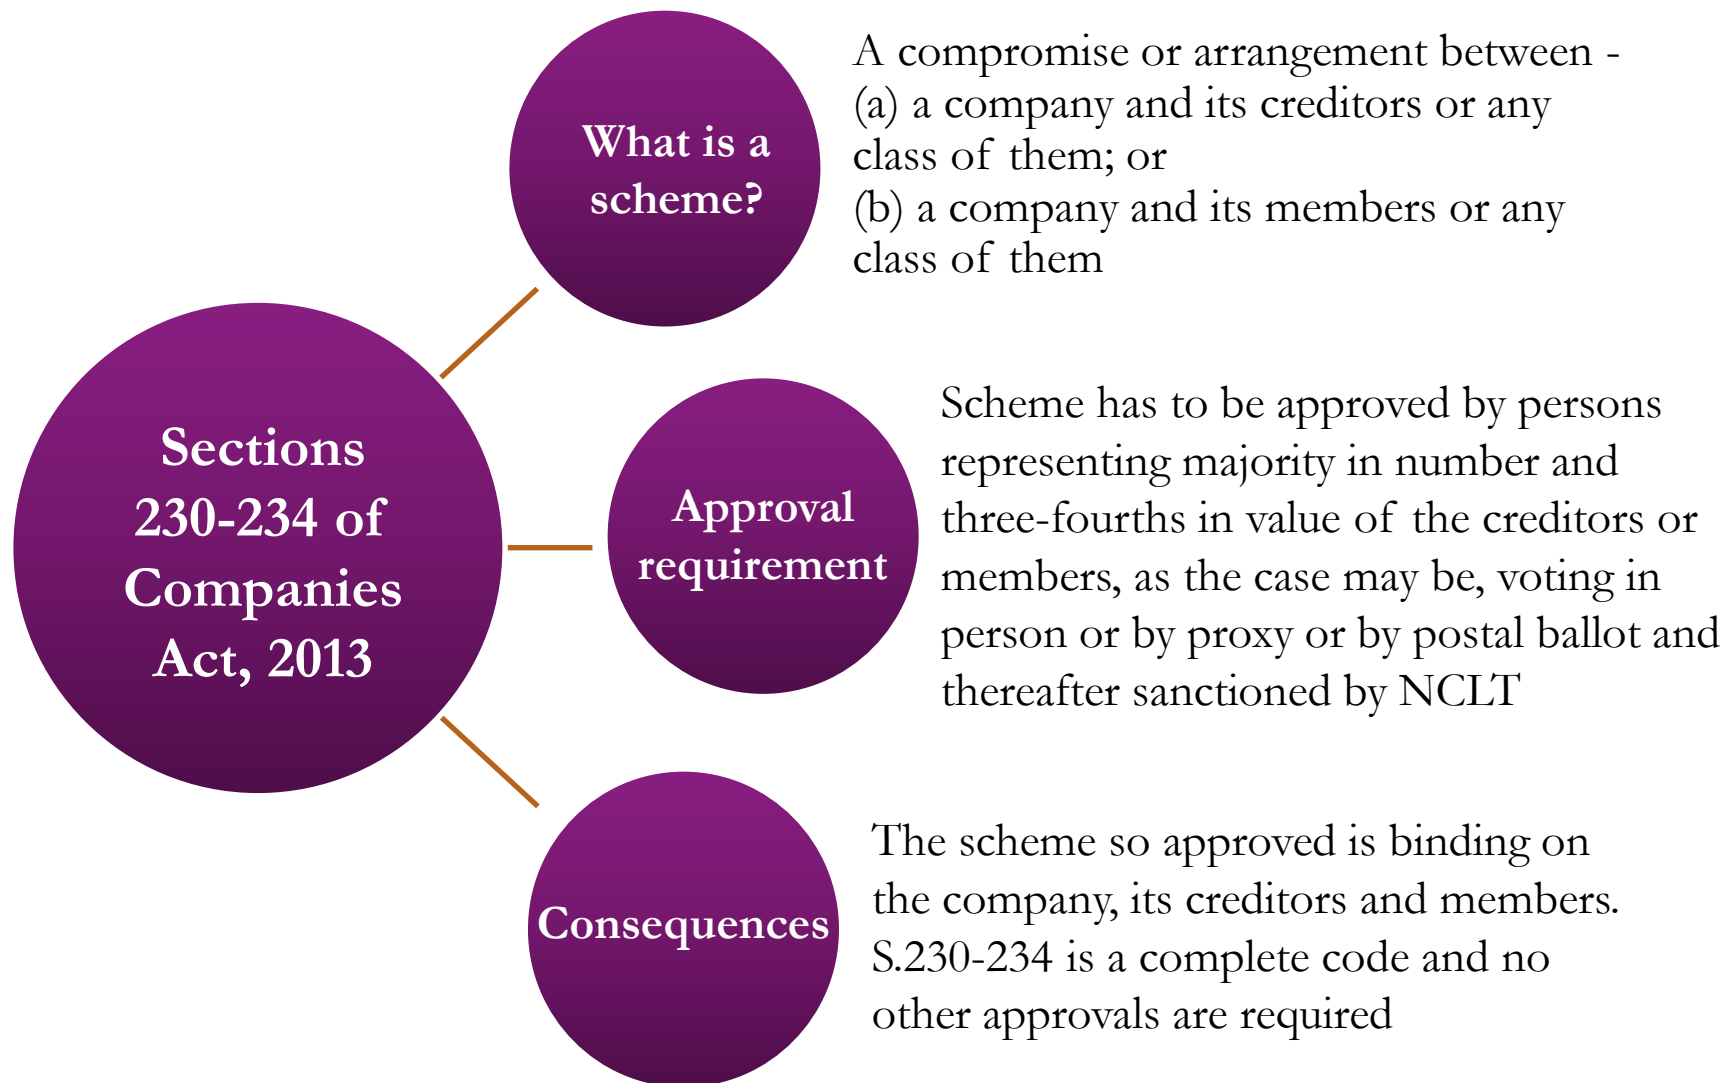 Sections
230-234 of
Companies
Act, 2013
What is a
scheme?
A compromise or arrangement between -
(a) a company and its creditors or any
class of them; or
(b) a company and its members or any
class of them
Approval
requirement
Scheme has to be approved by persons
representing majority in number and
three-fourths in value of the creditors or
members, as the case may be, voting in
person or by proxy or by postal ballot and
thereafter sanctioned by NCLT
Consequences
The scheme so approved is binding on
the company, its creditors and members.
S.230-234 is a complete code and no
other approvals are required